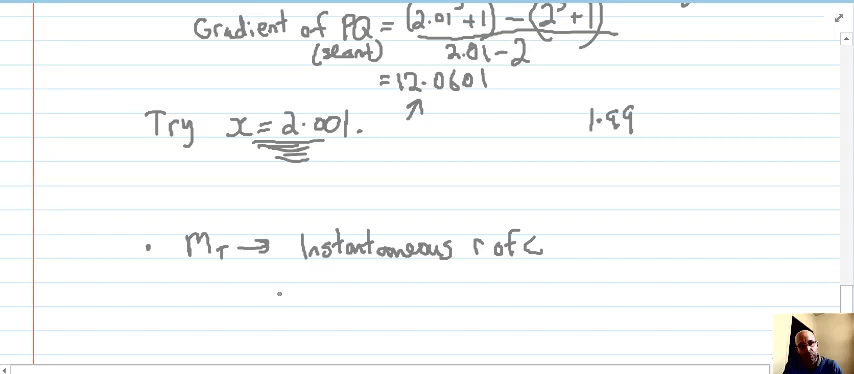 Gradient of PQ = (2.01³+1) − (2³+1)
(secant) 2.01 − 2
= 12.0601
Try x = 2.001. 1.99
• m_T → Instantaneous r of c